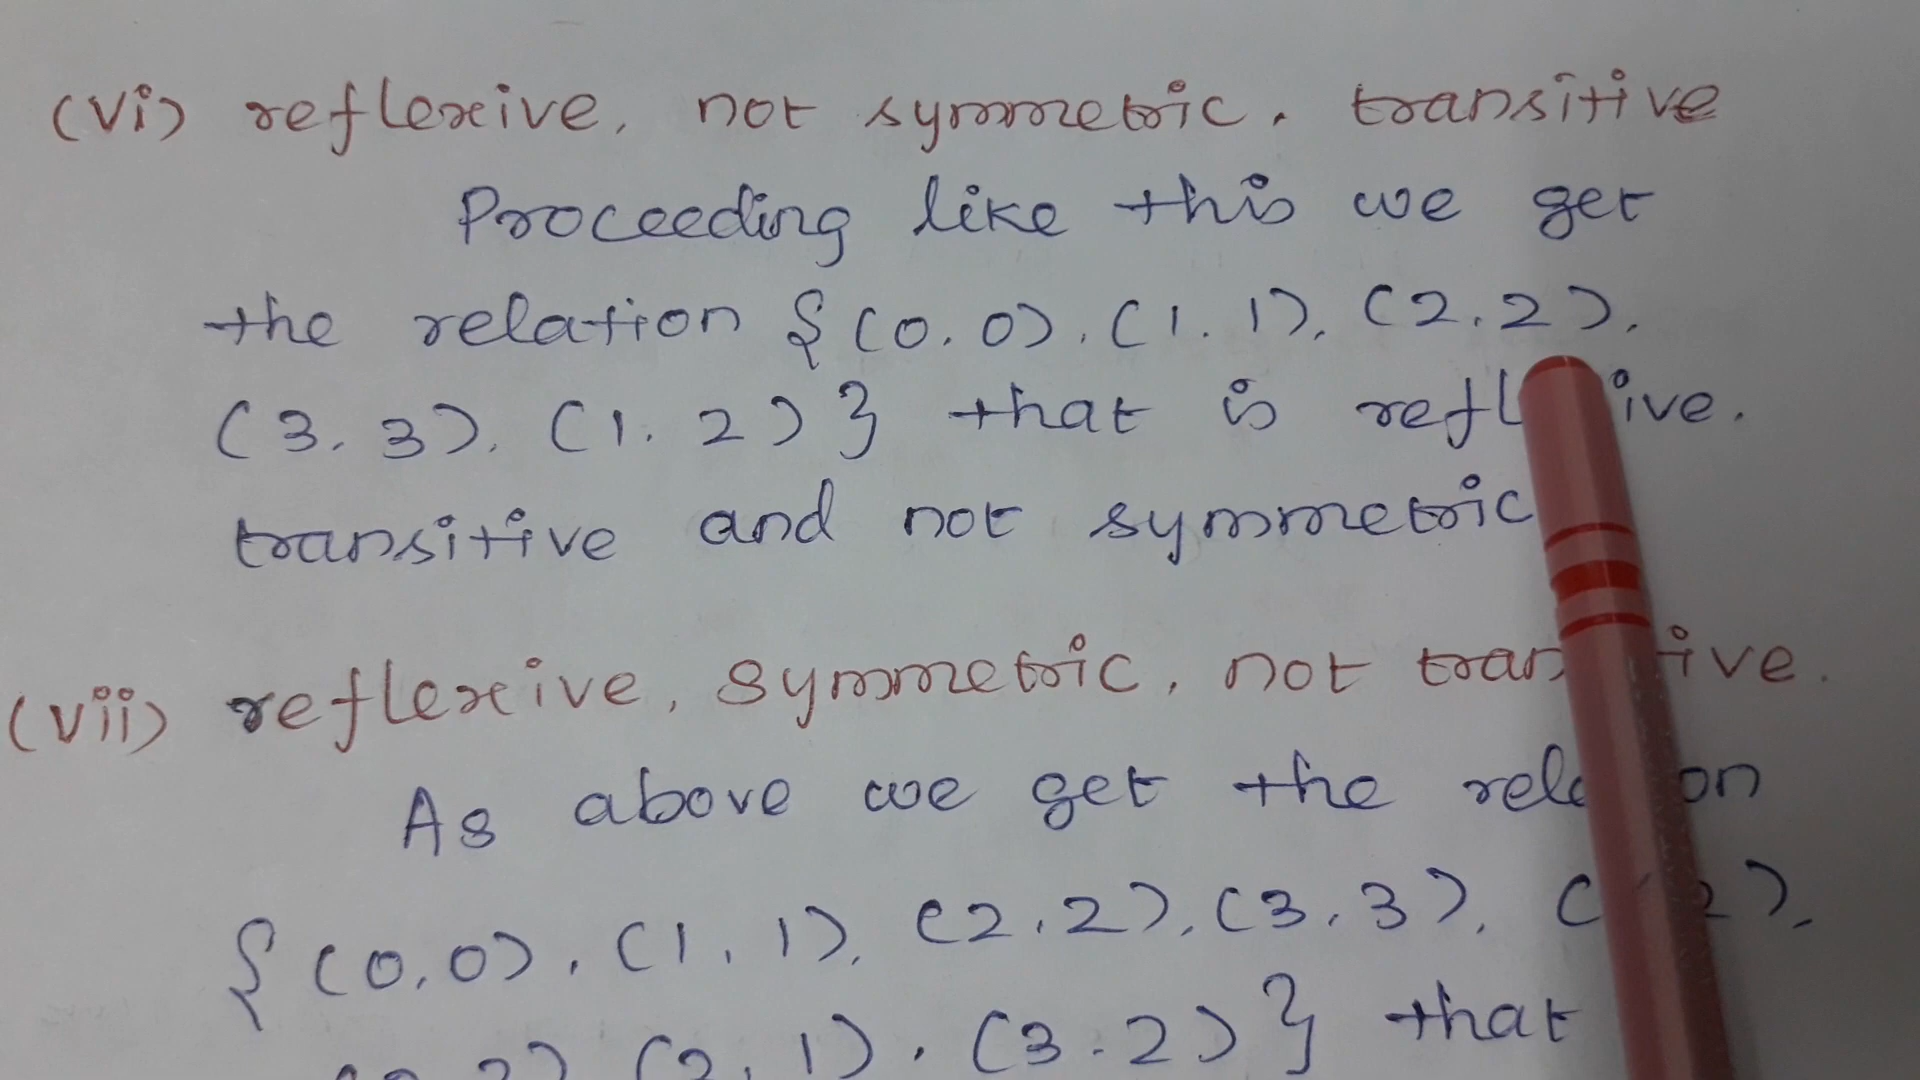 (vi) reflexive, not symmetric, transitive
Proceeding like this we get
the relation {(0,0), (1,1), (2,2),
(3,3), (1,2)} that is
transitive and not symmetric
(vii) reflexive, symmetric, not
As above we get the
{(0,0), (1,1), (2,2), (3,3),
(2,1), (3,2)} that